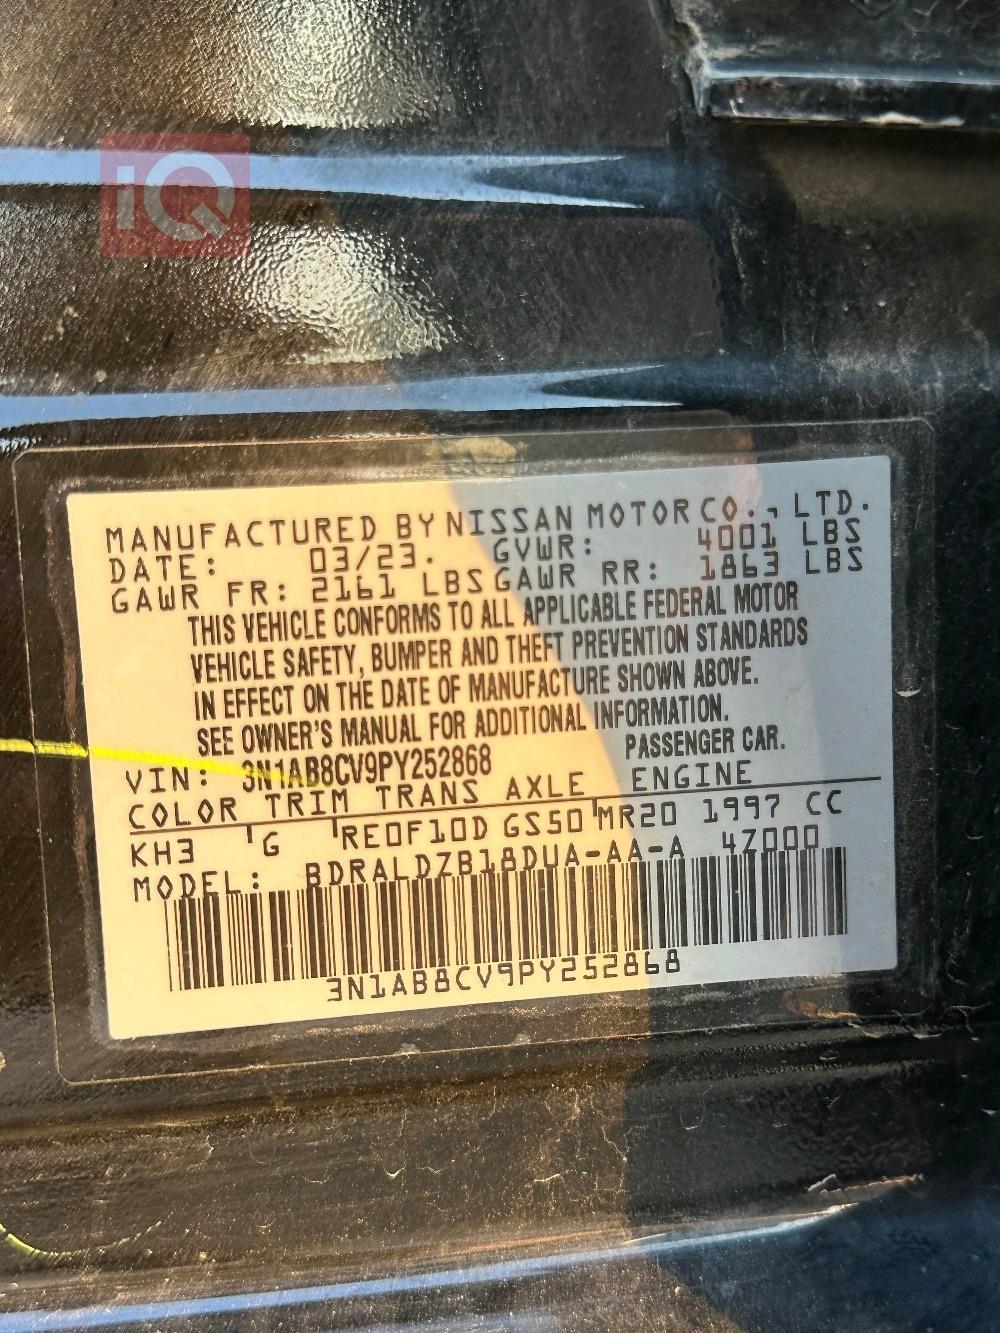 iQ
MANUFACTURED BY NISSAN MOTOR CO., LTD.
DATE: 03/23. GVWR: 4001 LBS
GAWR FR: 2161 LBS GAWR RR: 1863 LBS
THIS VEHICLE CONFORMS TO ALL APPLICABLE FEDERAL MOTOR
VEHICLE SAFETY, BUMPER AND THEFT PREVENTION STANDARDS
IN EFFECT ON THE DATE OF MANUFACTURE SHOWN ABOVE.
SEE OWNER'S MANUAL FOR ADDITIONAL INFORMATION.
VIN: 3N1AB8CV9PY252868 PASSENGER CAR.
COLOR TRIM TRANS AXLE ENGINE
KH3 G RE0F10D GS50 MR20 1997 CC
MODEL: BDRALDZB18DUA-AA-A 4Z000
3N1AB8CV9PY252868